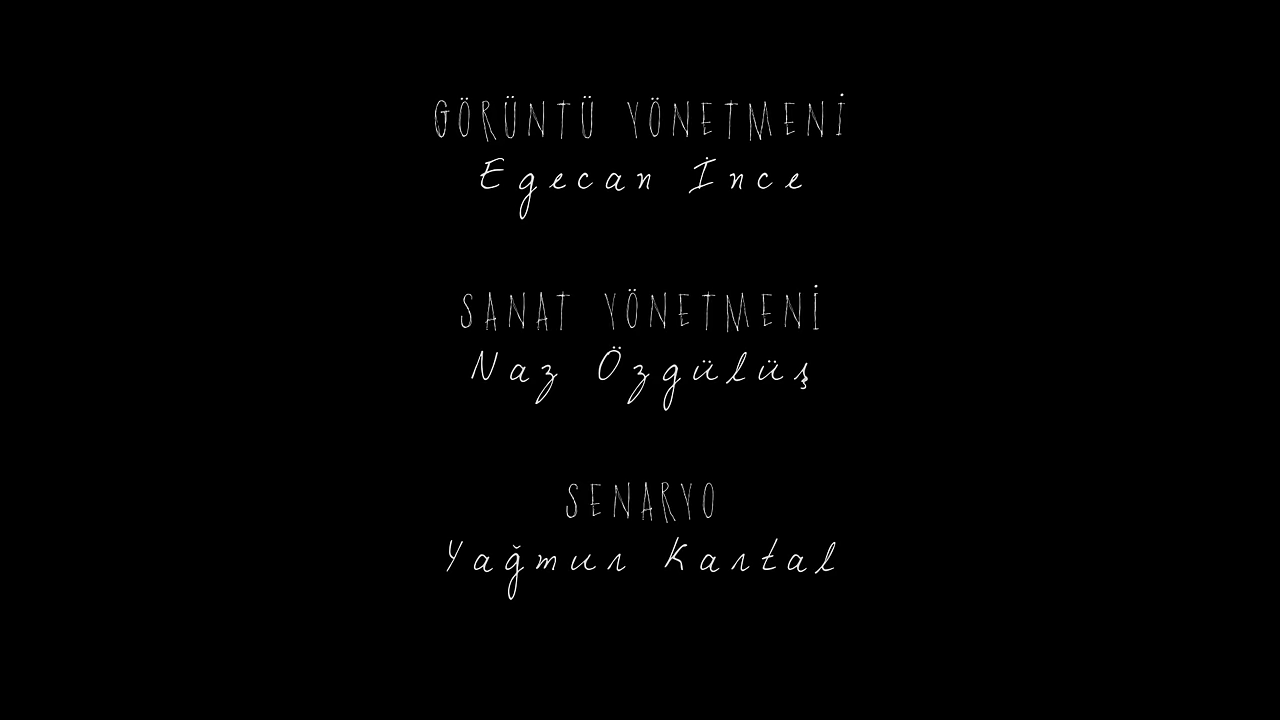 GÖRÜNTÜ YÖNETMENİ
Egecan İnce
SANAT YÖNETMENİ
Naz Özgülüş
SENARYO
Yağmur Kartal